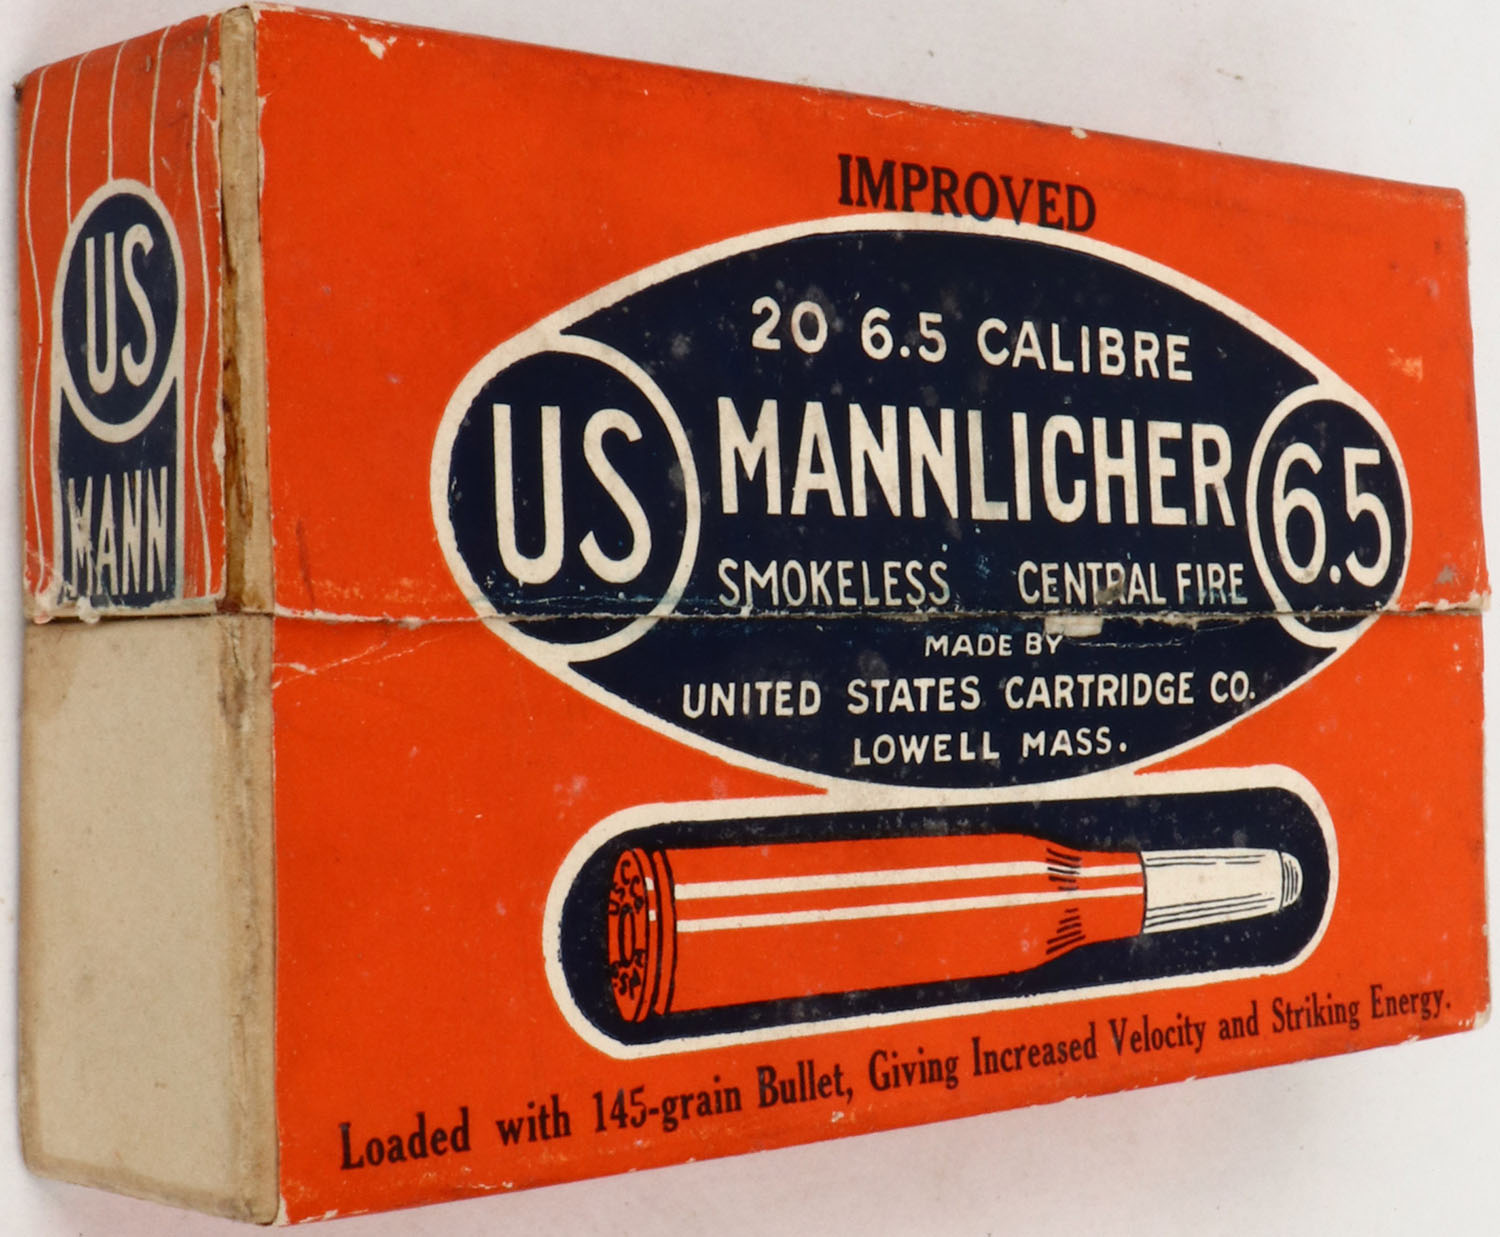 IMPROVED
20 6.5 CALIBRE
US
MANNLICHER
6.5
SMOKELESS CENTRAL FIRE
MADE BY
UNITED STATES CARTRIDGE CO.
LOWELL MASS.
Loaded with 145-grain Bullet, Giving Increased Velocity and Striking Energy.
US
MANN